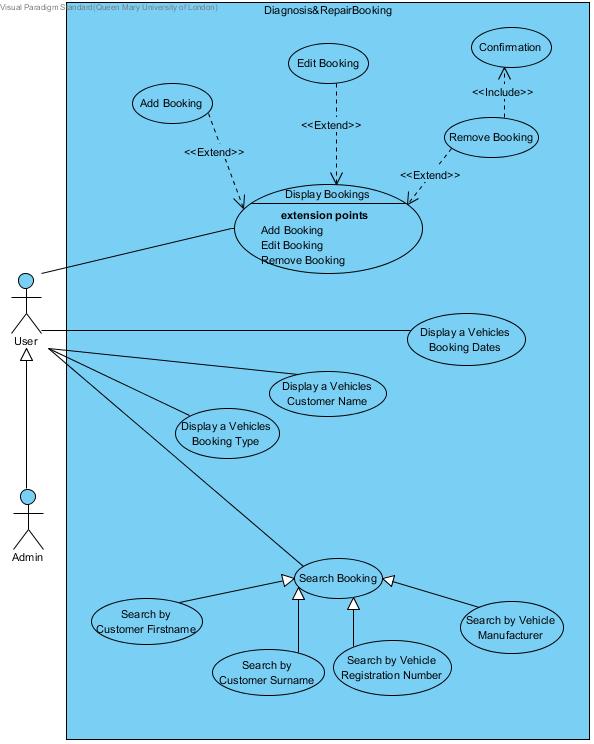 Visual Paradigm Standard(Queen Mary University of London)
Diagnosis&RepairBooking
Confirmation
Edit Booking
<<Include>>
Add Booking
<<Extend>>
Remove Booking
<<Extend>>
<<Extend>>
Display Bookings
extension points
Add Booking
Edit Booking
Remove Booking
User
Display a Vehicles
Booking Dates
Display a Vehicles
Customer Name
Display a Vehicles
Booking Type
Admin
Search Booking
Search by
Customer Firstname
Search by Vehicle
Manufacturer
Search by
Customer Surname
Search by Vehicle
Registration Number